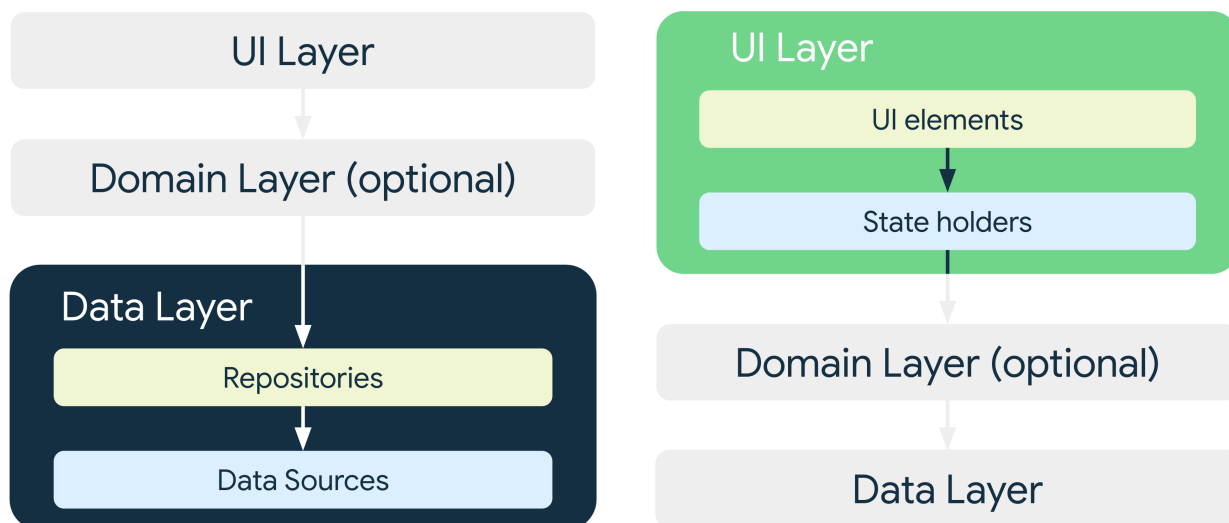 UI Layer
Domain Layer (optional)
Data Layer
Repositories
Data Sources
UI Layer
UI elements
State holders
Domain Layer (optional)
Data Layer